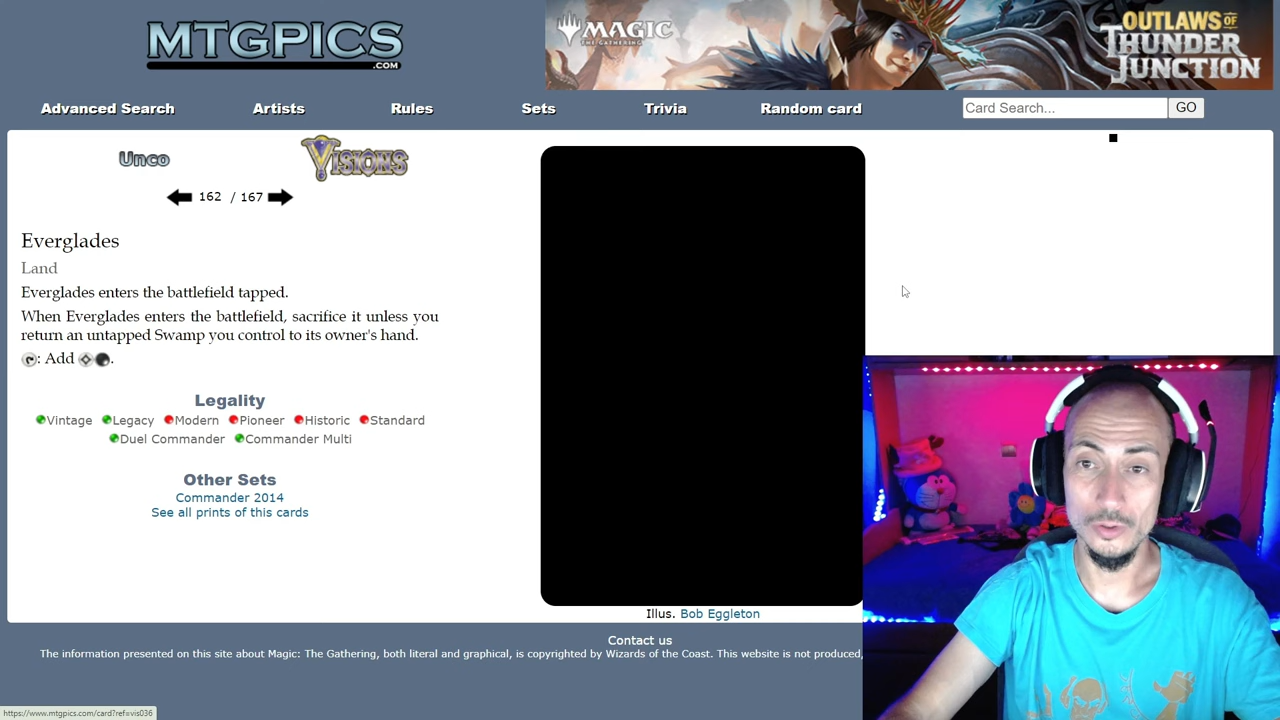 MTGPICS
.COM
MAGIC
THE GATHERING
OUTLAWS OF
THUNDER
JUNCTION
Advanced Search Artists Rules Sets Trivia Random card Card Search... GO
Unco VISIONS
162 / 167
Everglades
Land
Everglades enters the battlefield tapped.
When Everglades enters the battlefield, sacrifice it unless you
return an untapped Swamp you control to its owner's hand.
: Add .
Legality
Vintage Legacy Modern Pioneer Historic Standard
Duel Commander Commander Multi
Other Sets
Commander 2014
See all prints of this cards
Illus. Bob Eggleton
Contact us
The information presented on this site about Magic: The Gathering, both literal and graphical, is copyrighted by Wizards of the Coast. This website is not produced,
https://www.mtgpics.com/card?ref=vis036